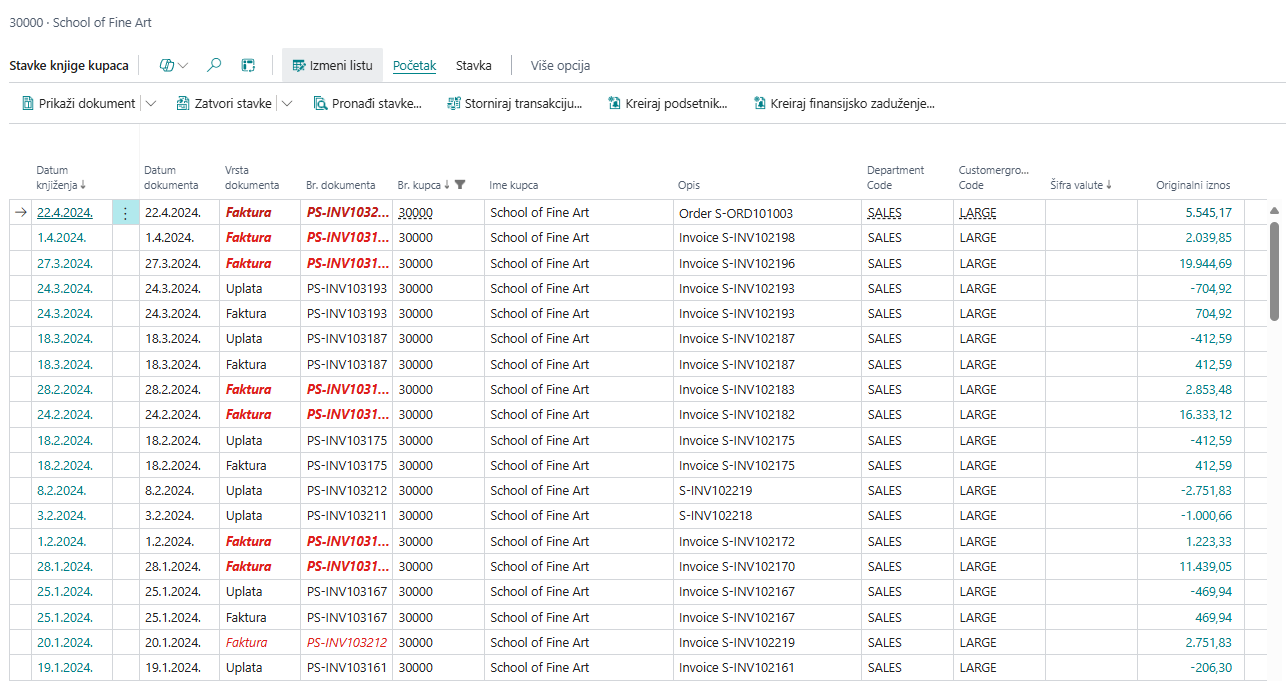 30000 · School of Fine Art
Stavke knjige kupaca Izmeni listu Početak Stavka Više opcija
Prikaži dokument Zatvori stavke Pronađi stavke... Storniraj transakciju... Kreiraj podsetnik... Kreiraj finansijsko zaduženje...
Datum knjiženja↓ Datum dokumenta Vrsta dokumenta Br. dokumenta Br. kupca↓ Ime kupca Opis Department Code Customergro... Code Šifra valute↓ Originalni iznos
22.4.2024. 22.4.2024. Faktura PS-INV1032... 30000 School of Fine Art Order S-ORD101003 SALES LARGE 5.545,17
1.4.2024. 1.4.2024. Faktura PS-INV1031... 30000 School of Fine Art Invoice S-INV102198 SALES LARGE 2.039,85
27.3.2024. 27.3.2024. Faktura PS-INV1031... 30000 School of Fine Art Invoice S-INV102196 SALES LARGE 19.944,69
24.3.2024. 24.3.2024. Uplata PS-INV103193 30000 School of Fine Art Invoice S-INV102193 SALES LARGE -704,92
24.3.2024. 24.3.2024. Faktura PS-INV103193 30000 School of Fine Art Invoice S-INV102193 SALES LARGE 704,92
18.3.2024. 18.3.2024. Uplata PS-INV103187 30000 School of Fine Art Invoice S-INV102187 SALES LARGE -412,59
18.3.2024. 18.3.2024. Faktura PS-INV103187 30000 School of Fine Art Invoice S-INV102187 SALES LARGE 412,59
28.2.2024. 28.2.2024. Faktura PS-INV1031... 30000 School of Fine Art Invoice S-INV102183 SALES LARGE 2.853,48
24.2.2024. 24.2.2024. Faktura PS-INV1031... 30000 School of Fine Art Invoice S-INV102182 SALES LARGE 16.333,12
18.2.2024. 18.2.2024. Uplata PS-INV103175 30000 School of Fine Art Invoice S-INV102175 SALES LARGE -412,59
18.2.2024. 18.2.2024. Faktura PS-INV103175 30000 School of Fine Art Invoice S-INV102175 SALES LARGE 412,59
8.2.2024. 8.2.2024. Uplata PS-INV103212 30000 School of Fine Art S-INV102219 SALES LARGE -2.751,83
3.2.2024. 3.2.2024. Uplata PS-INV103211 30000 School of Fine Art S-INV102218 SALES LARGE -1.000,66
1.2.2024. 1.2.2024. Faktura PS-INV1031... 30000 School of Fine Art Invoice S-INV102172 SALES LARGE 1.223,33
28.1.2024. 28.1.2024. Faktura PS-INV1031... 30000 School of Fine Art Invoice S-INV102170 SALES LARGE 11.439,05
25.1.2024. 25.1.2024. Uplata PS-INV103167 30000 School of Fine Art Invoice S-INV102167 SALES LARGE -469,94
25.1.2024. 25.1.2024. Faktura PS-INV103167 30000 School of Fine Art Invoice S-INV102167 SALES LARGE 469,94
20.1.2024. 20.1.2024. Faktura PS-INV103212 30000 School of Fine Art Invoice S-INV102219 SALES LARGE 2.751,83
19.1.2024. 19.1.2024. Uplata PS-INV103161 30000 School of Fine Art Invoice S-INV102161 SALES LARGE -206,30